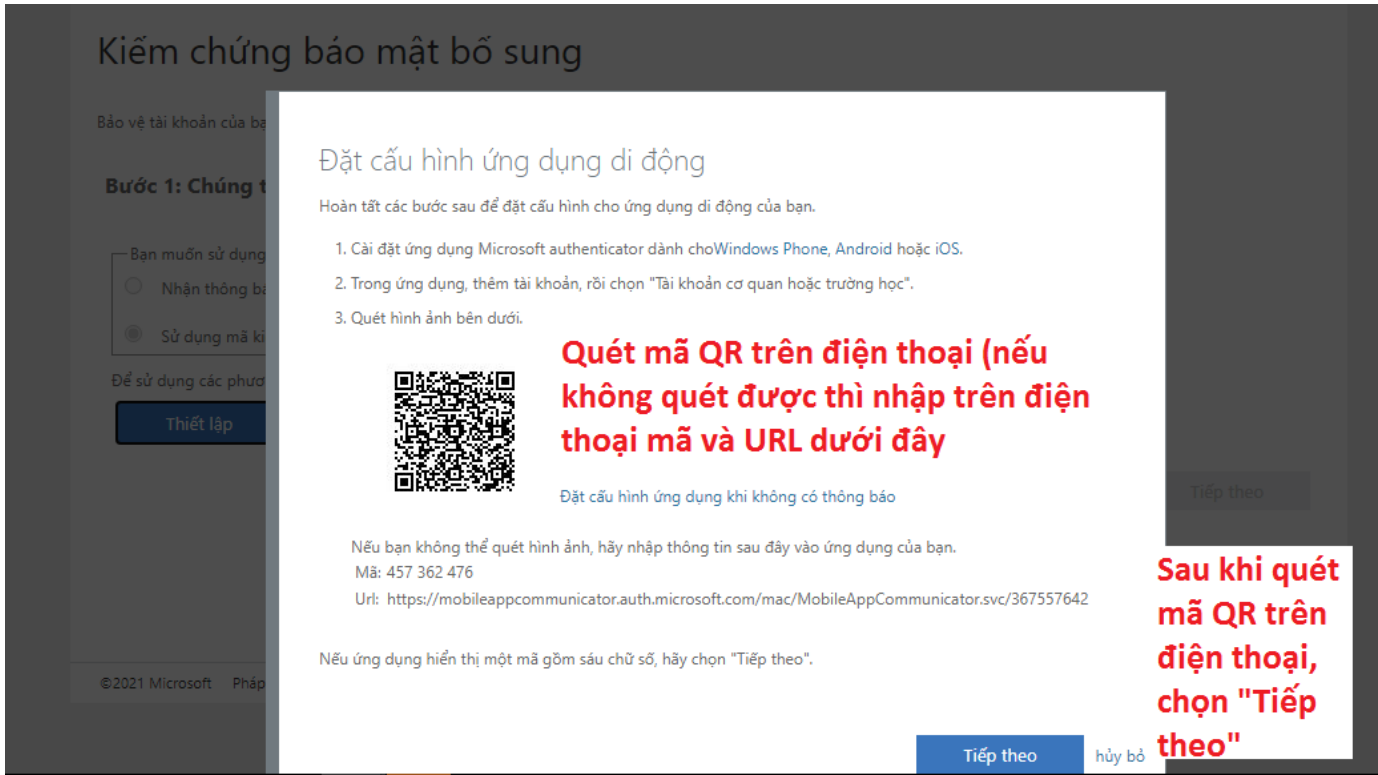 Kiểm chứng báo mật bổ sung
Bảo vệ tài khoản của bạ
Bước 1: Chúng t
Bạn muốn sử dụng
Nhận thông bá
Sử dụng mã ki
Để sử dụng các phươ
Thiết lập
Tiếp theo
©2021 Microsoft Pháp
Đặt cấu hình ứng dụng di động
Hoàn tất các bước sau để đặt cấu hình cho ứng dụng di động của bạn.
1. Cài đặt ứng dụng Microsoft authenticator dành choWindows Phone, Android hoặc iOS.
2. Trong ứng dụng, thêm tài khoản, rồi chọn "Tài khoản cơ quan hoặc trường học".
3. Quét hình ảnh bên dưới.
Quét mã QR trên điện thoại (nếu
không quét được thì nhập trên điện
thoại mã và URL dưới đây
Đặt cấu hình ứng dụng khi không có thông báo
Nếu bạn không thể quét hình ảnh, hãy nhập thông tin sau đây vào ứng dụng của bạn.
Mã: 457 362 476
Url: https://mobileappcommunicator.auth.microsoft.com/mac/MobileAppCommunicator.svc/367557642
Nếu ứng dụng hiển thị một mã gồm sáu chữ số, hãy chọn "Tiếp theo".
Tiếp theo hủy bỏ
Sau khi quét
mã QR trên
điện thoại,
chọn "Tiếp
theo"